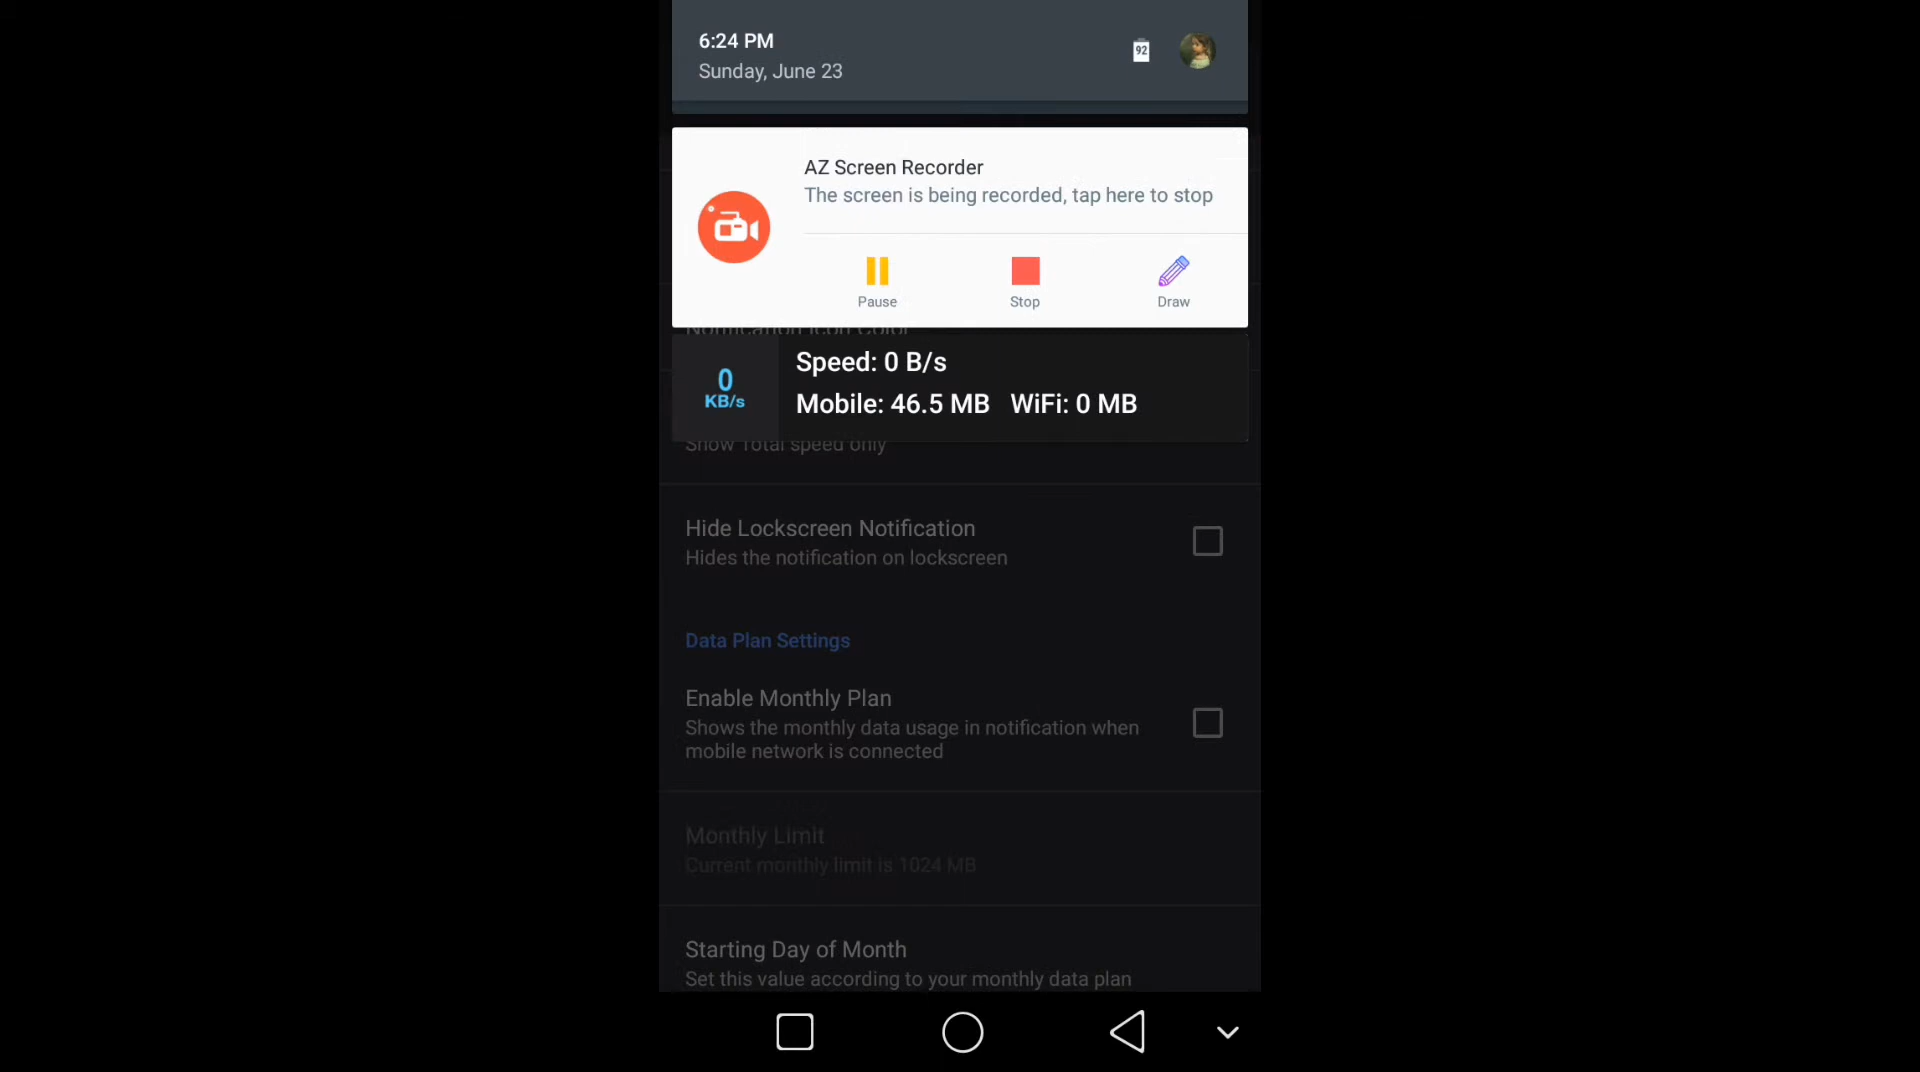 6:24 PM
92
Sunday, June 23
AZ Screen Recorder
The screen is being recorded, tap here to stop
Pause
Stop
Draw
Notification Icon Color
0
KB/s
Speed: 0 B/s
Mobile: 46.5 MB WiFi: 0 MB
Show Total speed only
Hide Lockscreen Notification
Hides the notification on lockscreen
Data Plan Settings
Enable Monthly Plan
Shows the monthly data usage in notification when
mobile network is connected
Monthly Limit
Current monthly limit is 1024 MB
Starting Day of Month
Set this value according to your monthly data plan